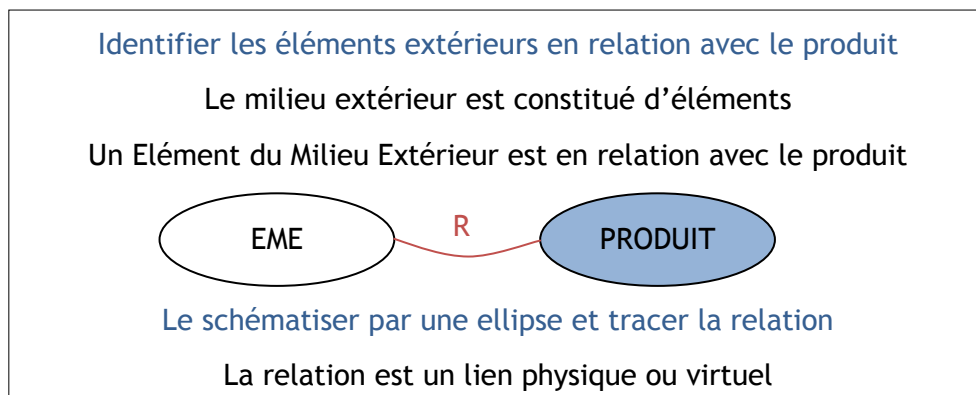 Identifier les éléments extérieurs en relation avec le produit
Le milieu extérieur est constitué d’éléments
Un Elément du Milieu Extérieur est en relation avec le produit
EME
R
PRODUIT
Le schématiser par une ellipse et tracer la relation
La relation est un lien physique ou virtuel